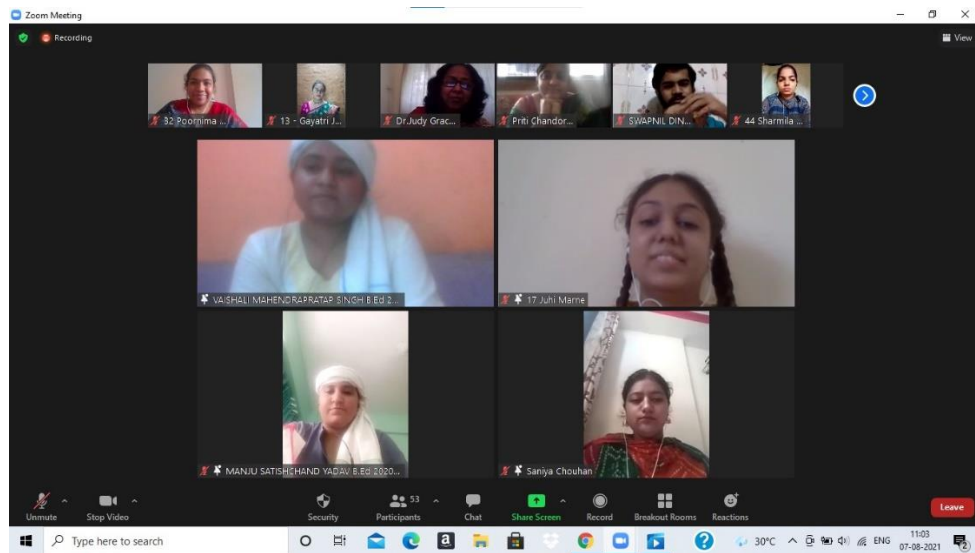 Zoom Meeting
Recording
View
32 Poornima ...
13 - Gayatri J...
Dr.Judy Grac...
Priti Chandor...
SWAPNIL DIN...
44 Sharmila ...
VAISHALI MAHENDRAPRATAP SINGH B.Ed 2...
17 Juhi Marne
MANJU SATISHCHAND YADAV B.Ed 2020...
Saniya Chouhan
Unmute
Stop Video
Security
Participants
53
Chat
Share Screen
Record
Breakout Rooms
Reactions
Leave
Type here to search
30°C
ENG
11:03
07-08-2021
2